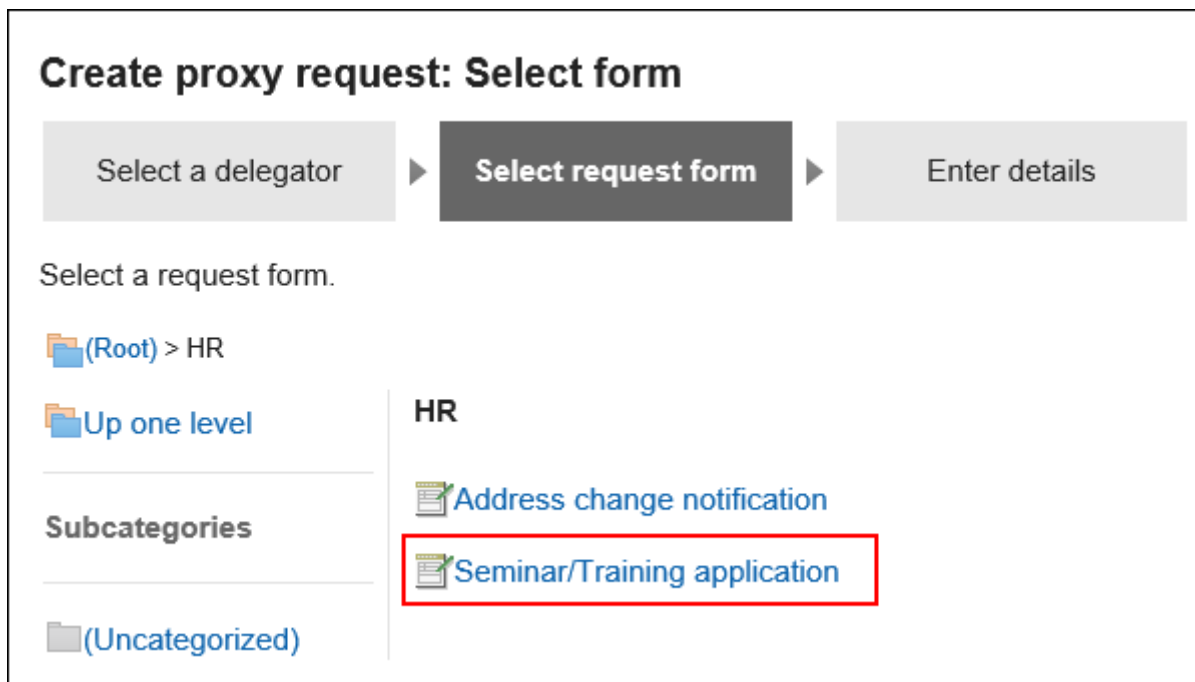 Create proxy request: Select form
Select a delegator
Select request form
Enter details
Select a request form.
(Root) > HR
Up one level
Subcategories
(Uncategorized)
HR
Address change notification
Seminar/Training application